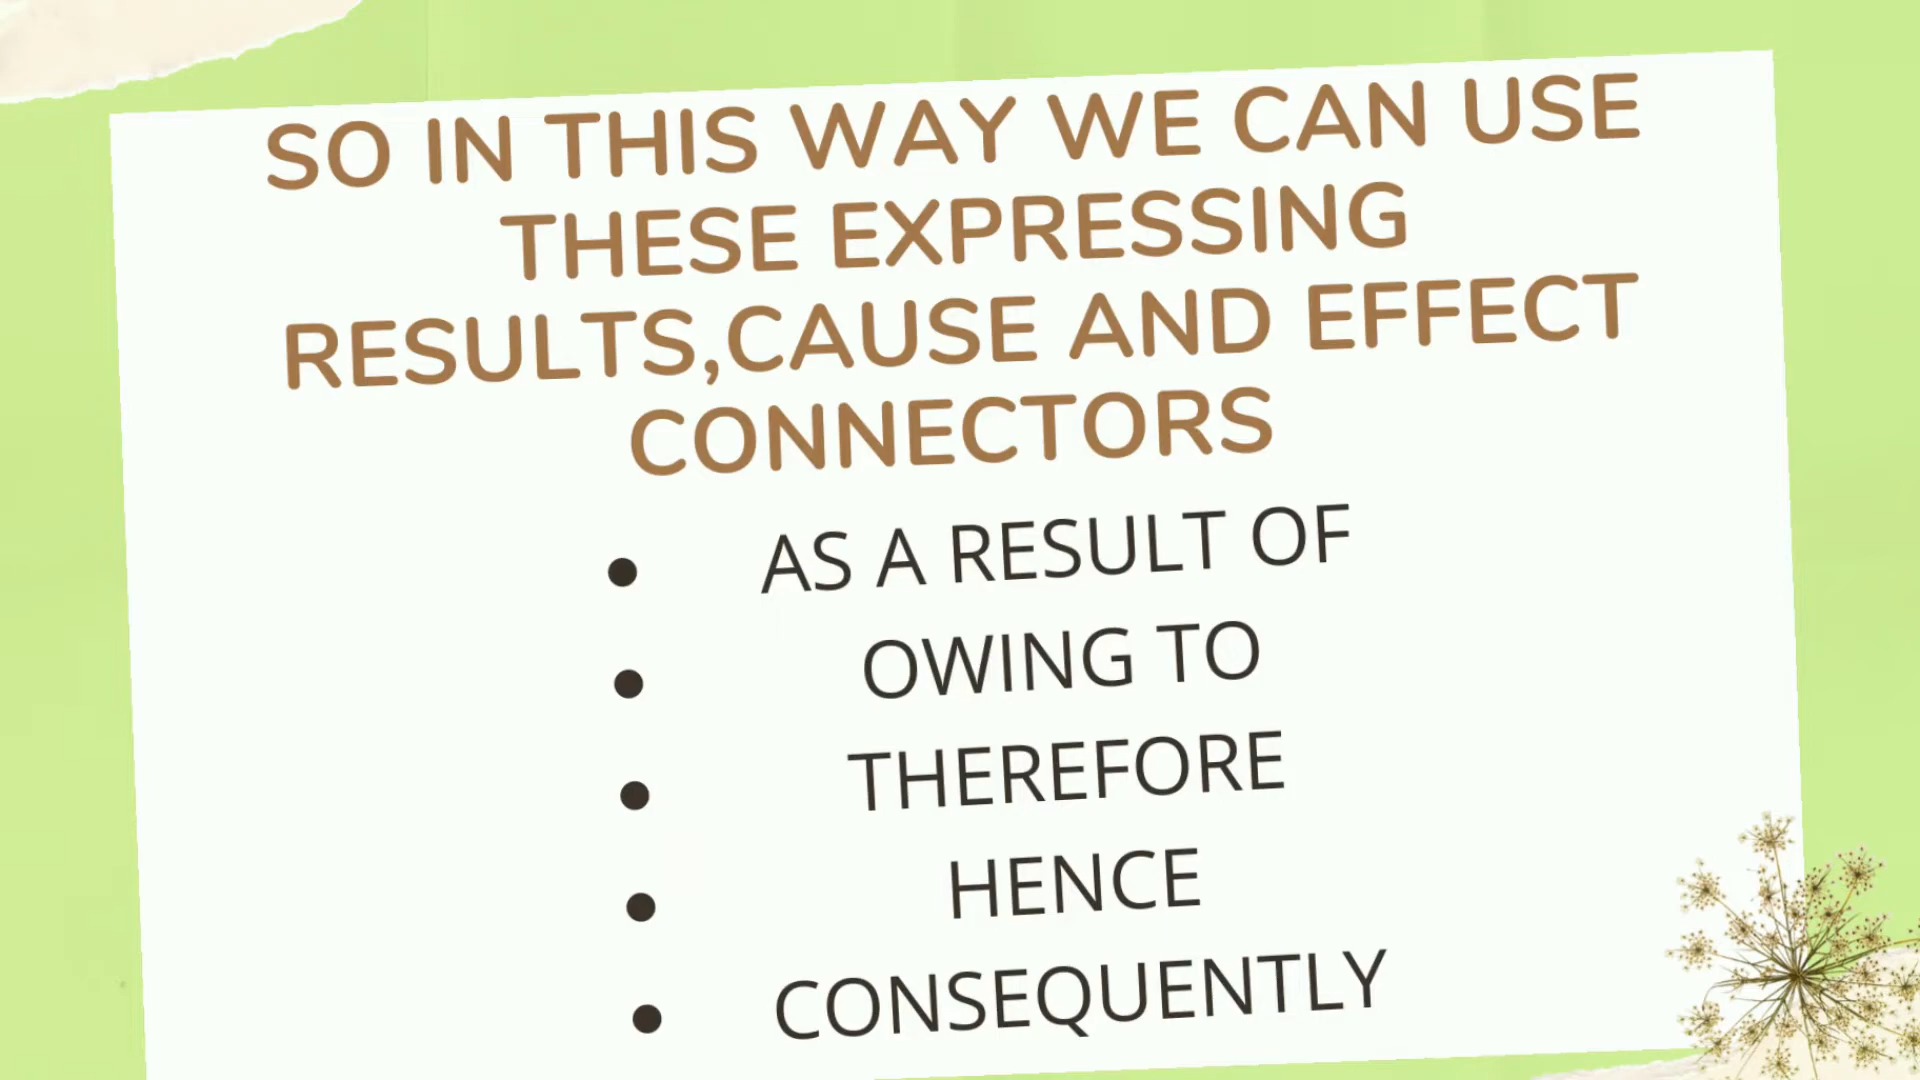 SO IN THIS WAY WE CAN USE
THESE EXPRESSING
RESULTS,CAUSE AND EFFECT
CONNECTORS
• AS A RESULT OF
• OWING TO
• THEREFORE
• HENCE
• CONSEQUENTLY